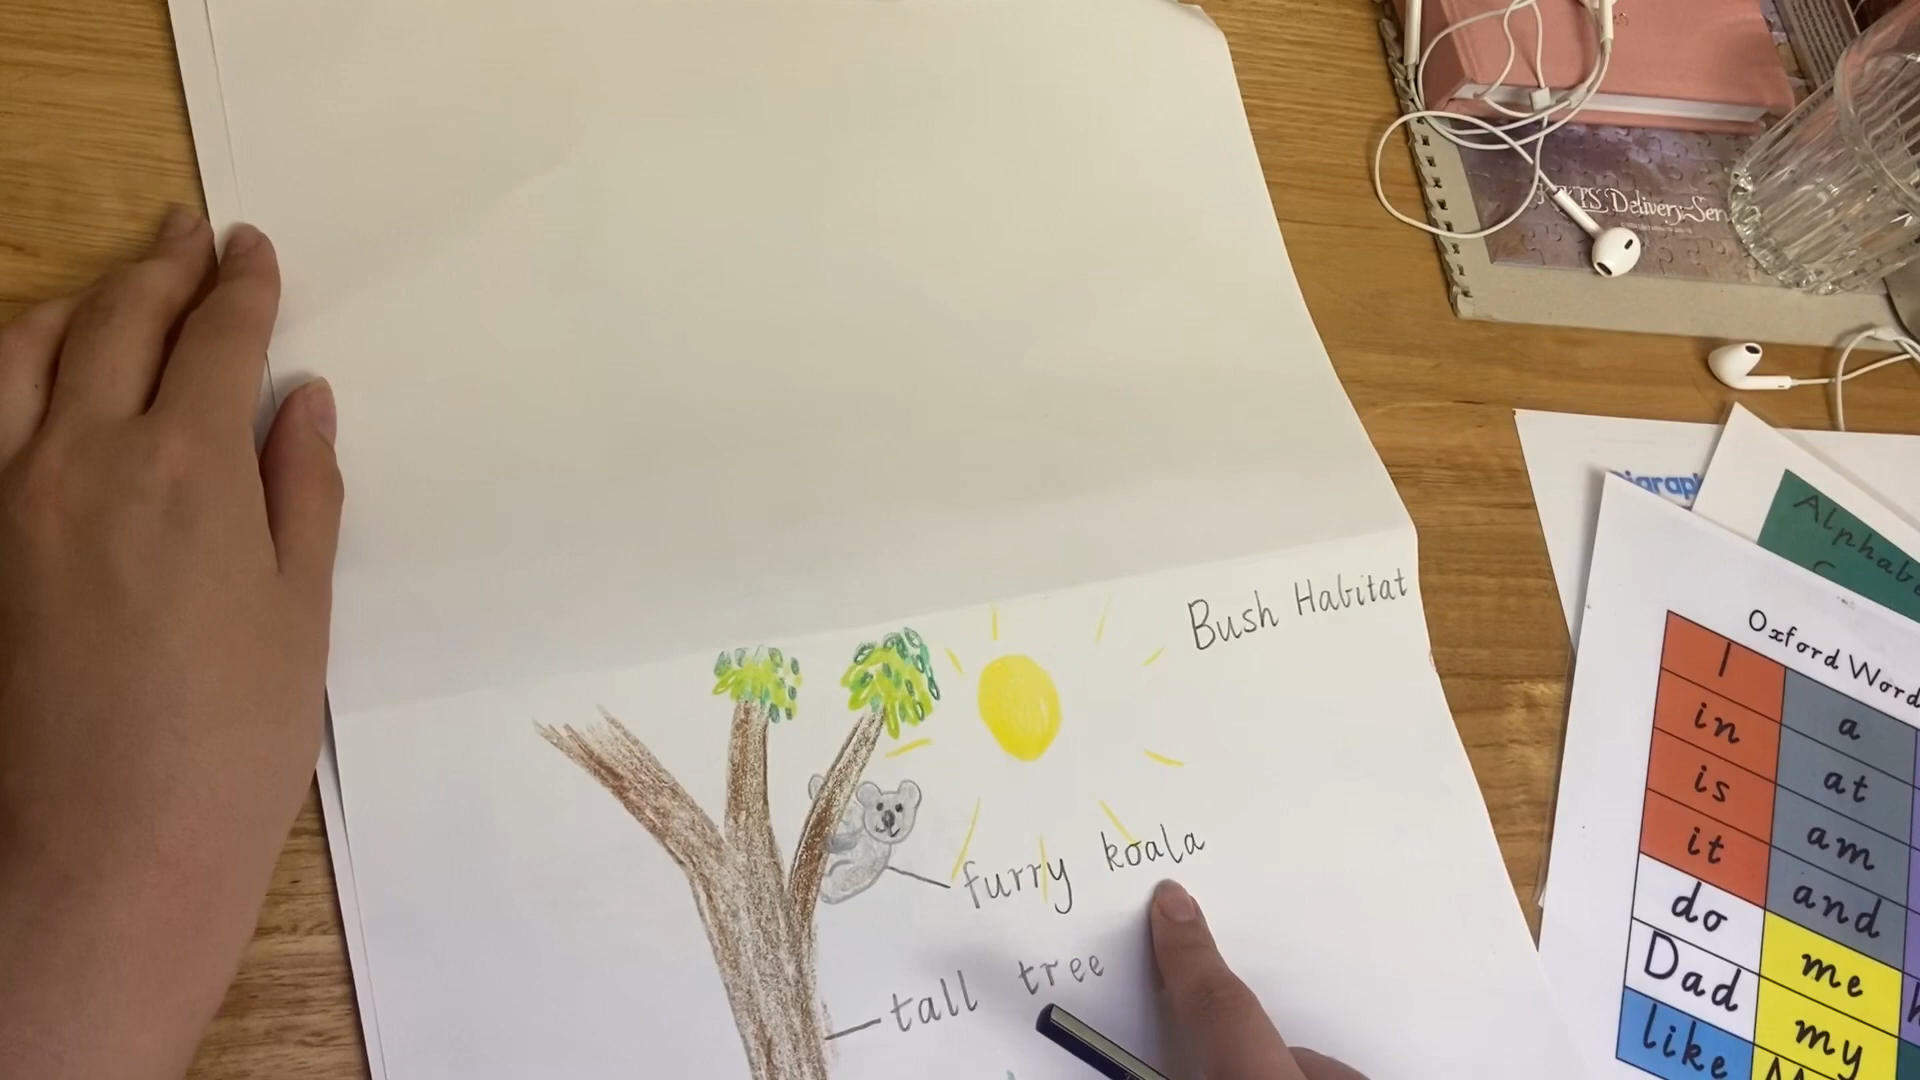 Bush Habitat
furry koala
tall tree
Delivery
Oxford Word
I
in
is
it
do
Dad
like
a
at
am
and
me
my